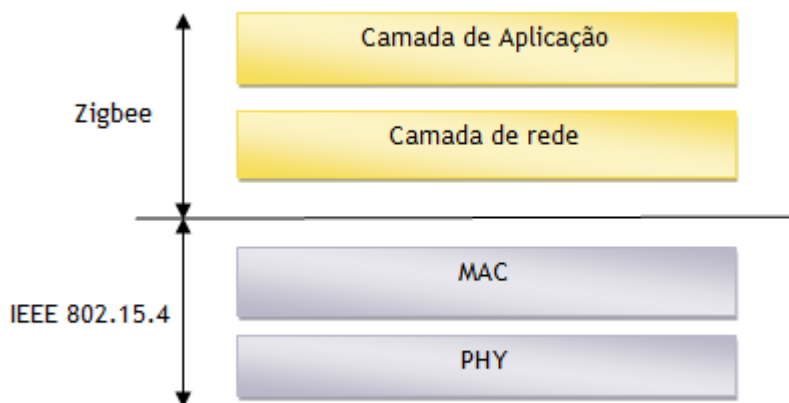 Camada de Aplicação
Zigbee
Camada de rede
MAC
IEEE 802.15.4
PHY